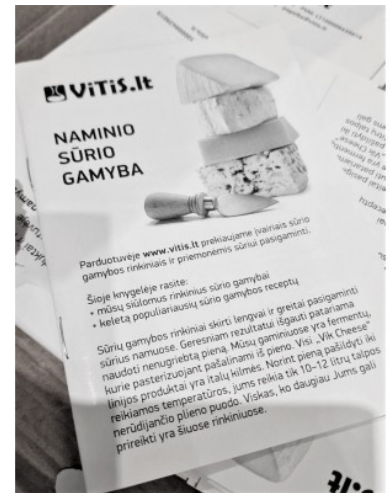 ViTiS.lt
NAMINIO
SŪRIO
GAMYBA
Parduotuvėje www.vitis.lt prekiaujame įvairiais sūrio
gamybos rinkiniais ir priemonėmis sūriui pasigaminti.
Šioje knygelėje rasite:
• mūsų siūlomus rinkinius sūrio gamybai
• keletą populiariausių sūrio gamybos receptų
Sūrių gamybos rinkiniai skirti lengvai ir greitai pasigaminti
sūrius namuose. Geresniam rezultatui išgauti patariama
naudoti nenugriebtą pieną. Mūsų gaminiuose yra fermentų,
kurie pasterizuojant pašalinami iš pieno. Visi „Vik Cheese“
linijos produktai yra italų kilmės. Norint pieną pašildyti iki
reikiamos temperatūros, jums reikia tik 10-12 litrų talpos
nerūdijančio plieno puodo. Viskas, ko daugiau Jums gali
prireikti yra šiuose rinkiniuose.